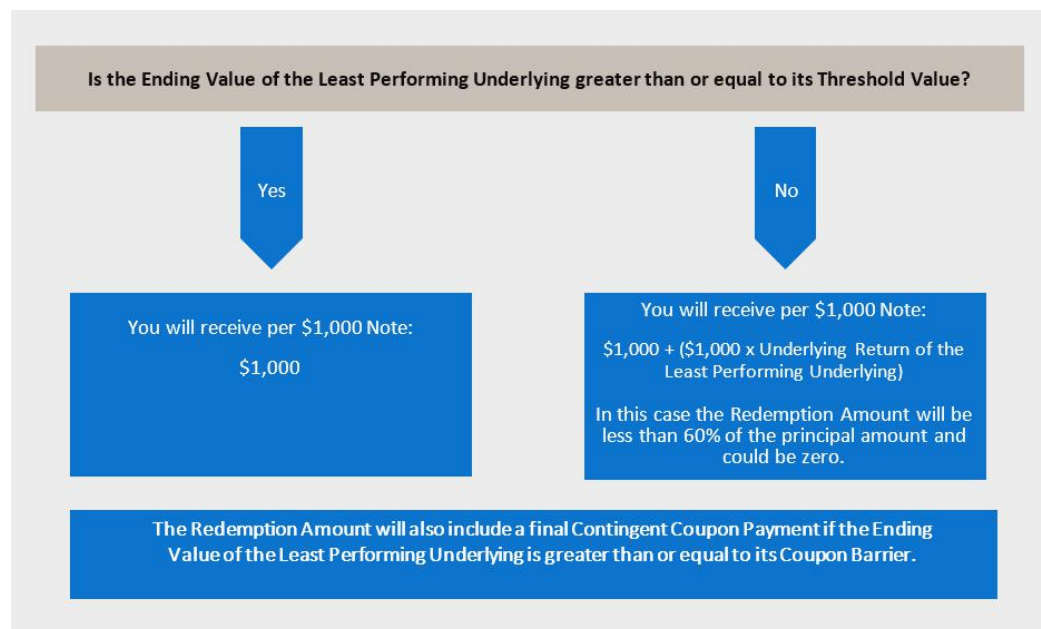 Is the Ending Value of the Least Performing Underlying greater than or equal to its Threshold Value?
Yes
No
You will receive per $1,000 Note:
$1,000
You will receive per $1,000 Note:
$1,000 + ($1,000 x Underlying Return of the
Least Performing Underlying)
In this case the Redemption Amount will be
less than 60% of the principal amount and
could be zero.
The Redemption Amount will also include a final Contingent Coupon Payment if the Ending
Value of the Least Performing Underlying is greater than or equal to its Coupon Barrier.